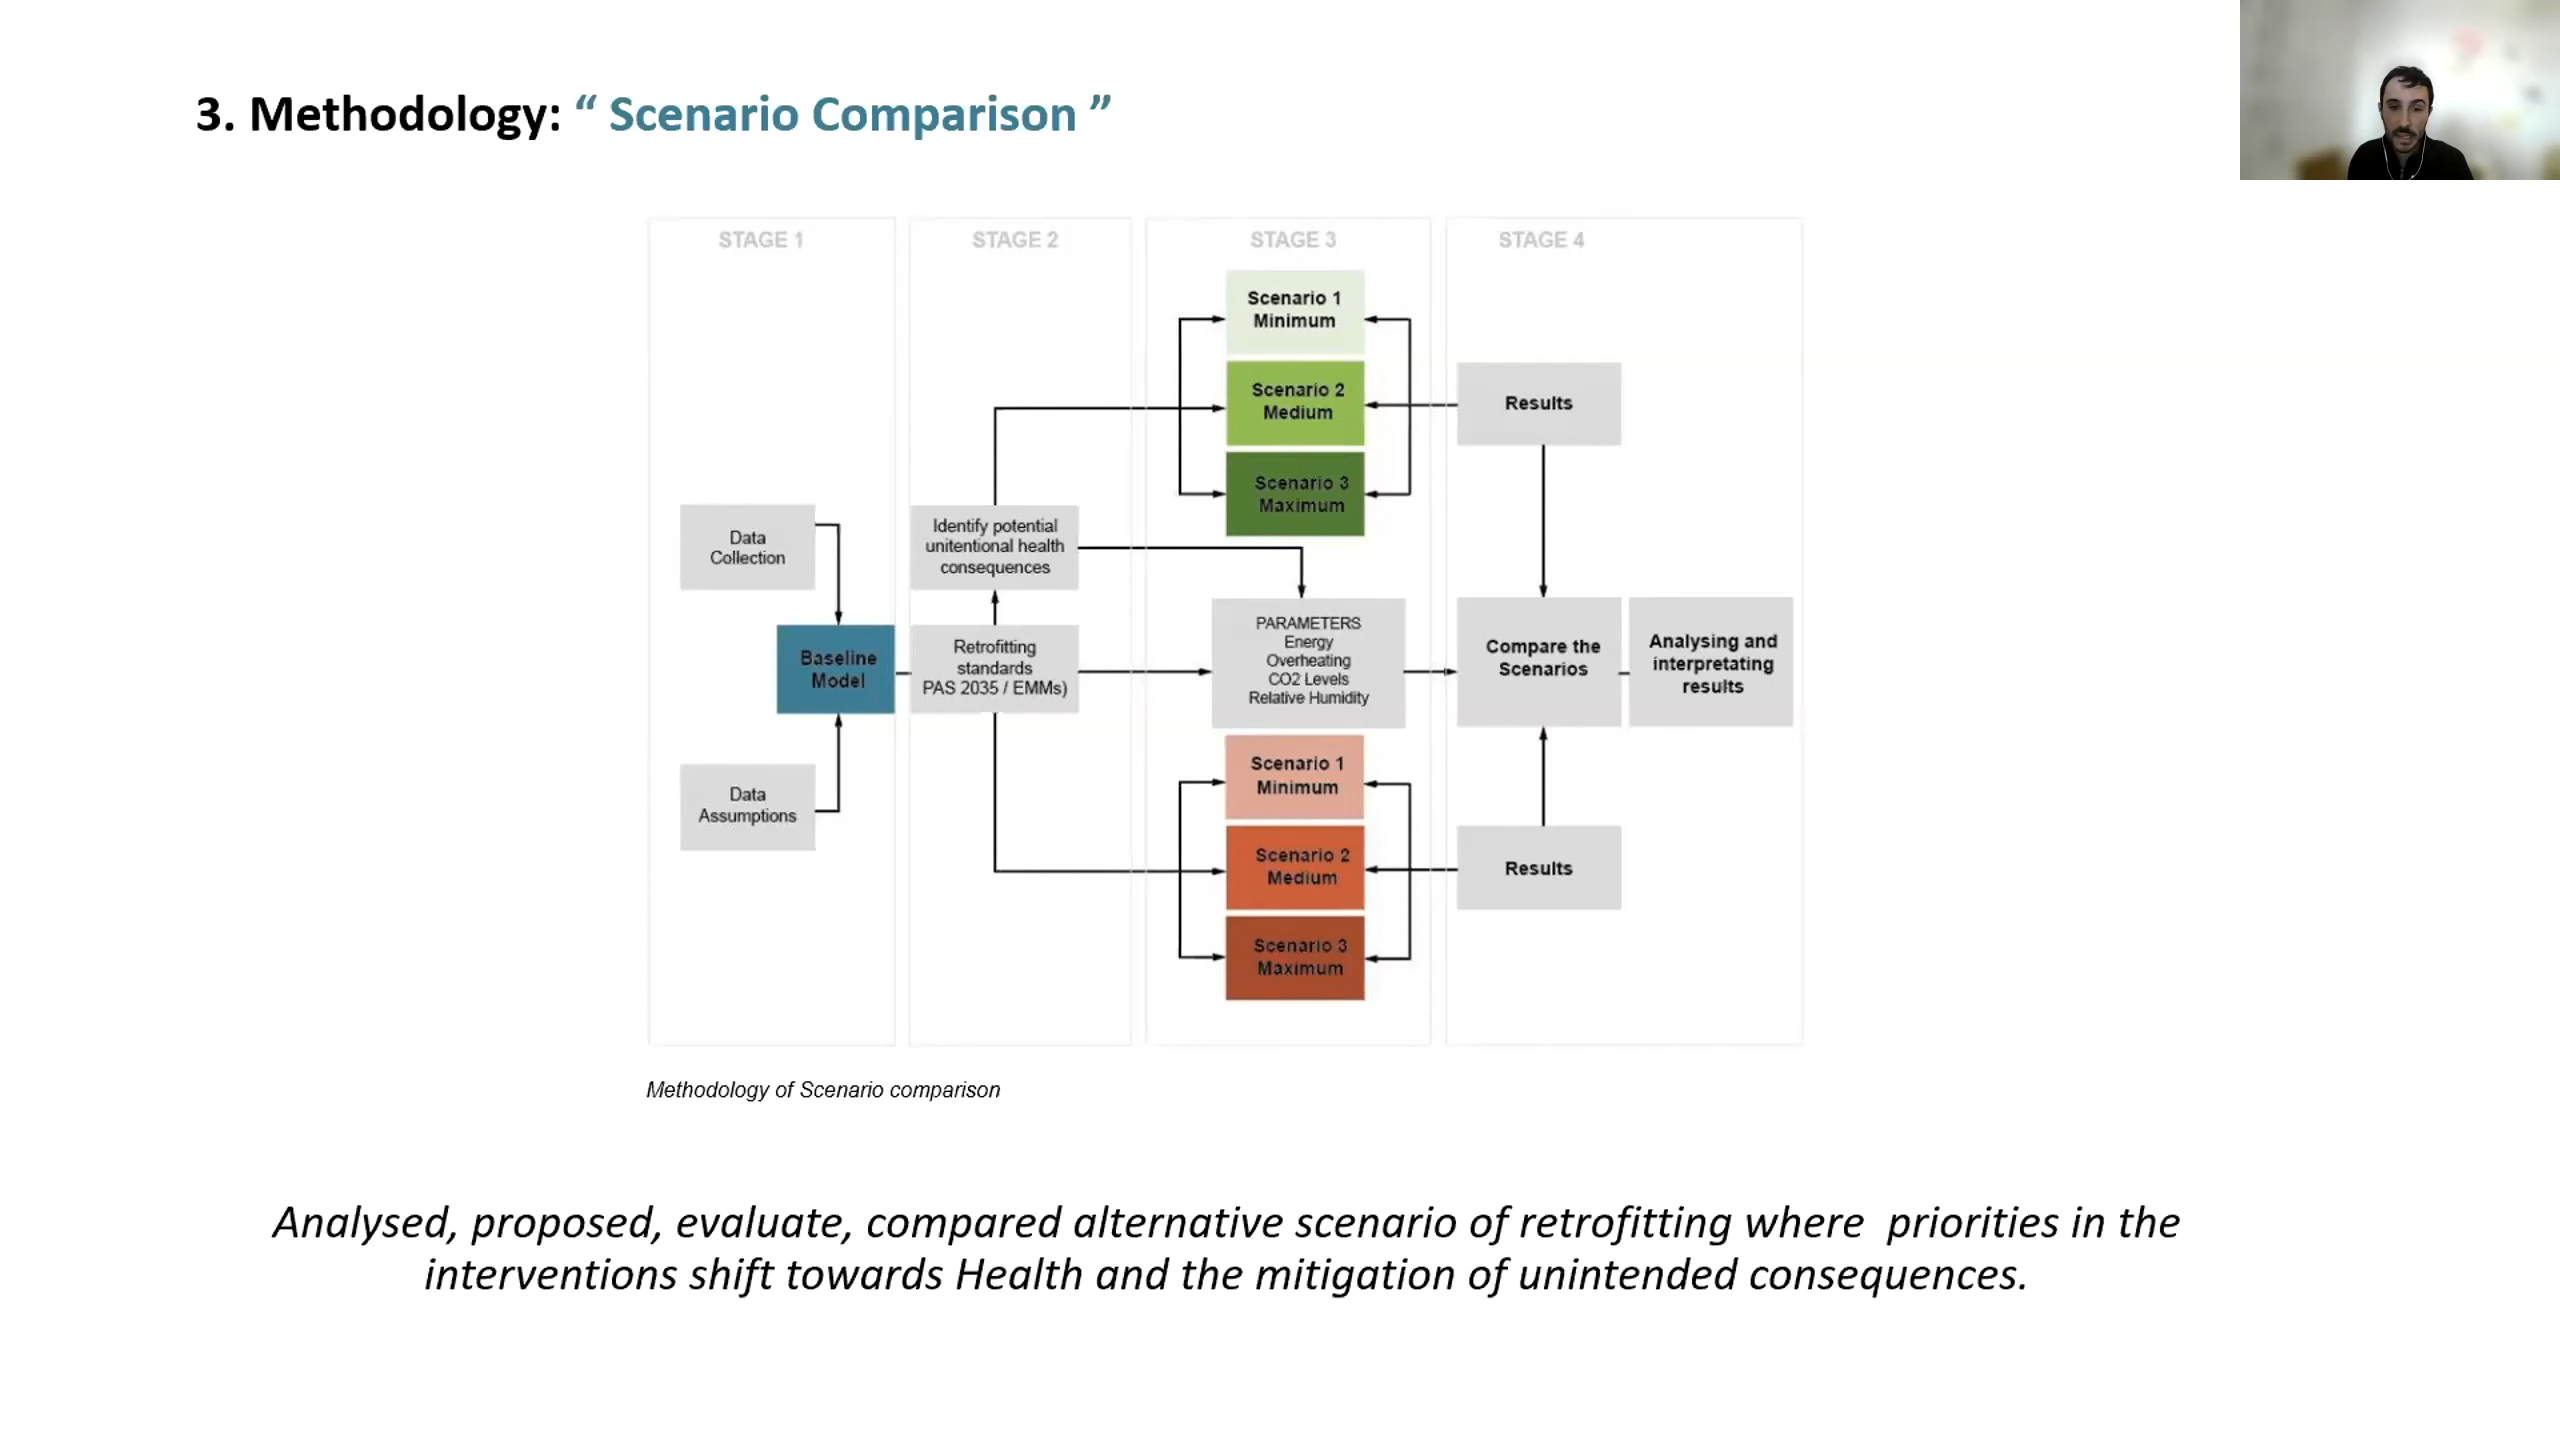 3. Methodology: “ Scenario Comparison ”
STAGE 1
STAGE 2
STAGE 3
STAGE 4
Data
Collection
Baseline
Model
Data
Assumptions
Identify potential
unitentional health
consequences
Retrofitting
standards
PAS 2035 / EMMs)
Scenario 1
Minimum
Scenario 2
Medium
Scenario 3
Maximum
PARAMETERS
Energy
Overheating
CO2 Levels
Relative Humidity
Scenario 1
Minimum
Scenario 2
Medium
Scenario 3
Maximum
Results
Compare the
Scenarios
Analysing and
interpretating
results
Results
Methodology of Scenario comparison
Analysed, proposed, evaluate, compared alternative scenario of retrofitting where  priorities in the
interventions shift towards Health and the mitigation of unintended consequences.